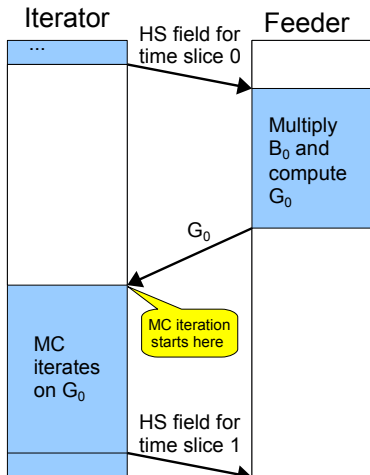 Iterator
Feeder
...
HS field for
time slice 0
Multiply
B₀ and
compute
G₀
G₀
MC iteration
starts here
MC
iterates
on G₀
HS field for
time slice 1